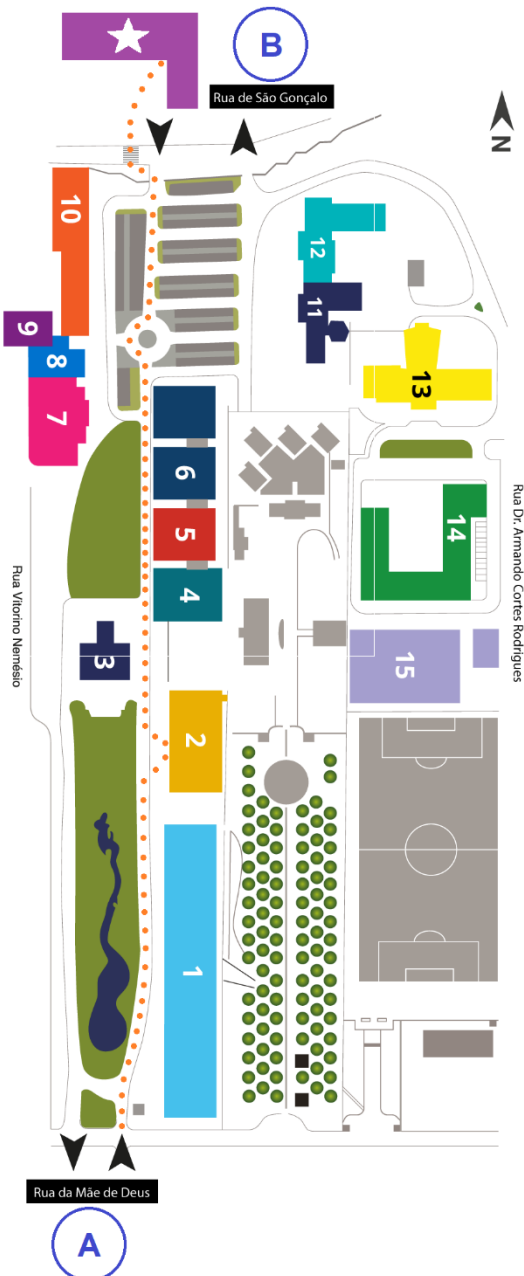 B
Rua de São Gonçalo
N
10
12
11
9
8
13
7
6
5
14
4
Rua Dr. Armando Cortes Rodrigues
Rua Vitorino Nemésio
3
15
2
1
Rua da Mãe de Deus
A